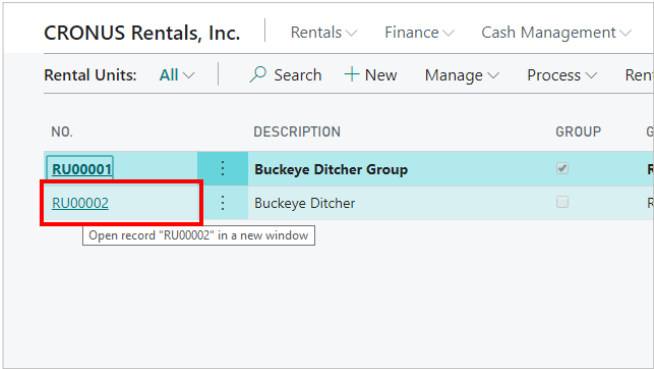 CRONUS Rentals, Inc. Rentals Finance Cash Management
Rental Units: All Search + New Manage Process
NO. DESCRIPTION GROUP
RU00001 Buckeye Ditcher Group
RU00002 Buckeye Ditcher
Open record "RU00002" in a new window